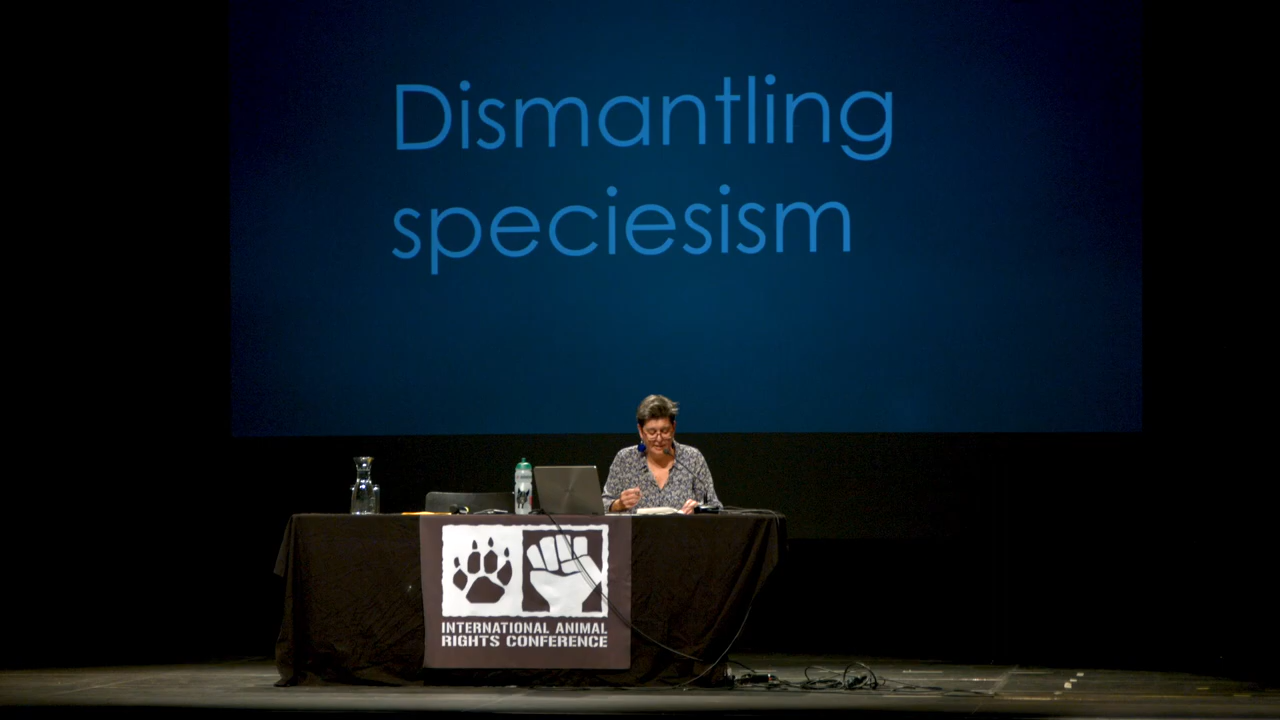 Dismantling
speciesism
INTERNATIONAL ANIMAL
RIGHTS CONFERENCE